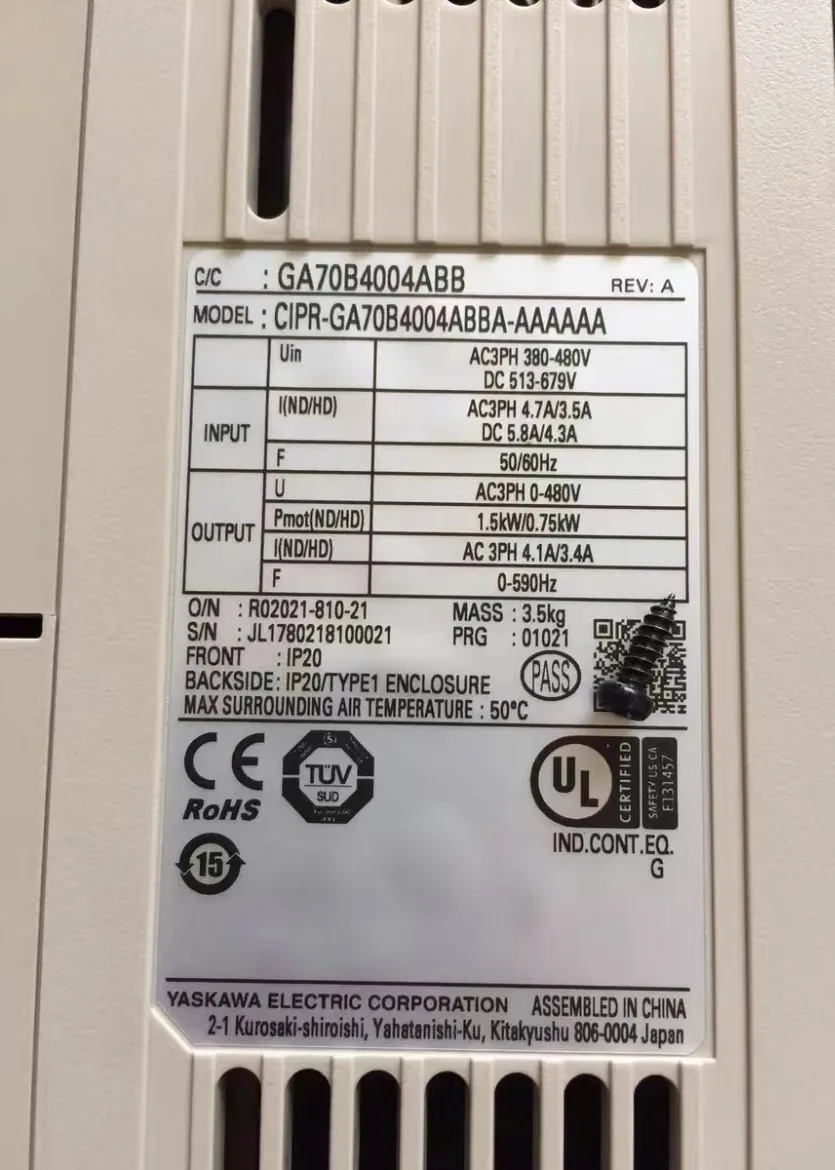 C/C : GA70B4004ABB REV: A
MODEL : CIPR-GA70B4004ABBA-AAAAAA
Uin AC3PH 380-480V
DC 513-679V
INPUT I(ND/HD) AC3PH 4.7A/3.5A
DC 5.8A/4.3A
F 50/60Hz
OUTPUT U AC3PH 0-480V
Pmot(ND/HD) 1.5kW/0.75kW
I(ND/HD) AC 3PH 4.1A/3.4A
F 0-590Hz
O/N : R02021-810-21 MASS : 3.5kg
S/N : JL1780218100021 PRG : 01021
FRONT : IP20
BACKSIDE: IP20/TYPE1 ENCLOSURE PASS
MAX SURROUNDING AIR TEMPERATURE : 50°C
CE TÜV SUD UL CERTIFIED SAFETY US CA E131457
RoHS
IND.CONT.EQ.
15 G
YASKAWA ELECTRIC CORPORATION ASSEMBLED IN CHINA
2-1 Kurosaki-shiroishi, Yahatanishi-Ku, Kitakyushu 806-0004 Japan